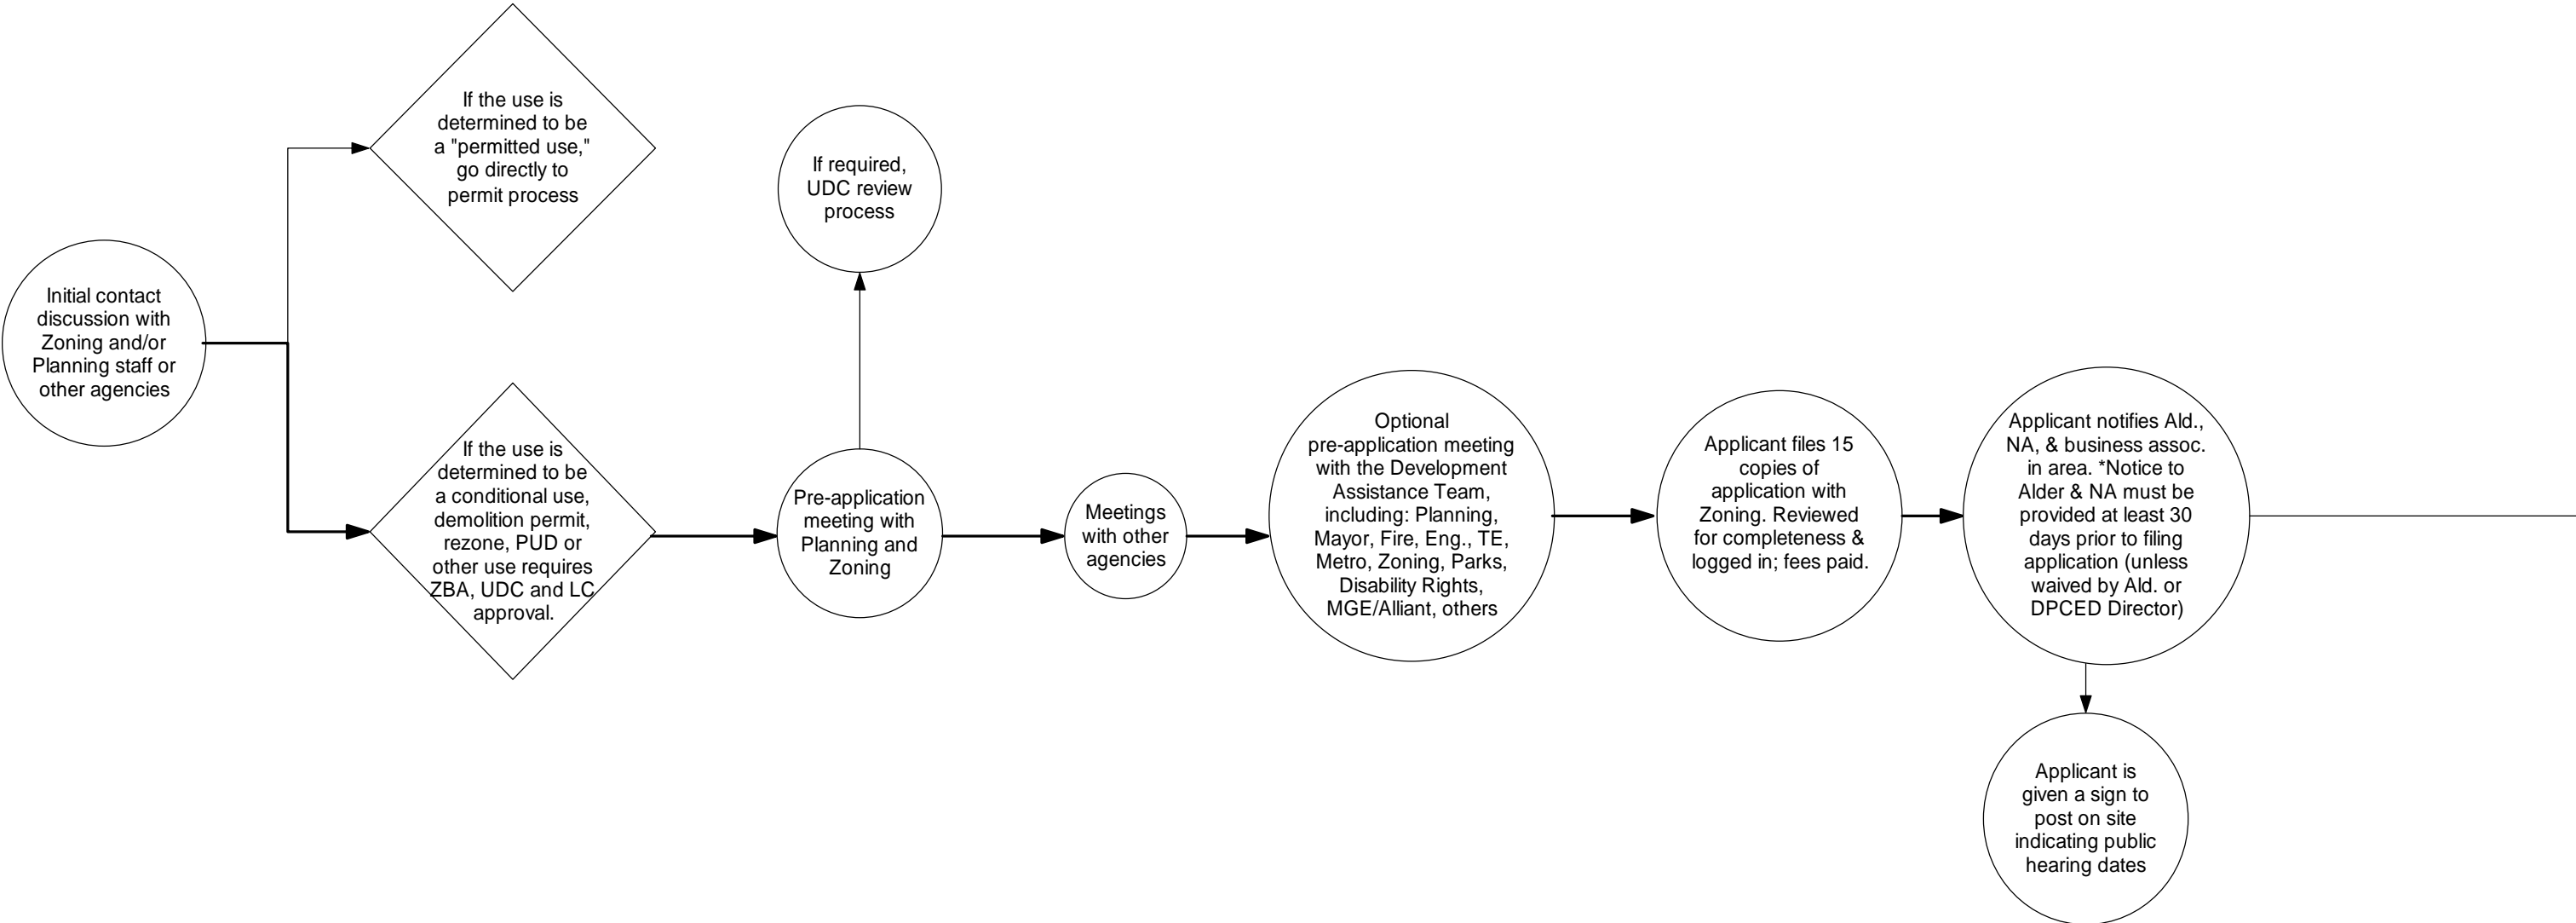 Initial contact
discussion with
Zoning and/or
Planning staff or
other agencies
If the use is
determined to be
a "permitted use,"
go directly to
permit process
If the use is
determined to be
a conditional use,
demolition permit,
rezone, PUD or
other use requires
ZBA, UDC and LC
approval.
If required,
UDC review
process
Pre-application
meeting with
Planning and
Zoning
Meetings
with other
agencies
Optional
pre-application meeting
with the Development
Assistance Team,
including: Planning,
Mayor, Fire, Eng., TE,
Metro, Zoning, Parks,
Disability Rights,
MGE/Alliant, others
Applicant files 15
copies of
application with
Zoning. Reviewed
for completeness &
logged in; fees paid.
Applicant notifies Ald.,
NA, & business assoc.
in area. *Notice to
Alder & NA must be
provided at least 30
days prior to filing
application (unless
waived by Ald. or
DPCED Director)
Applicant is
given a sign to
post on site
indicating public
hearing dates